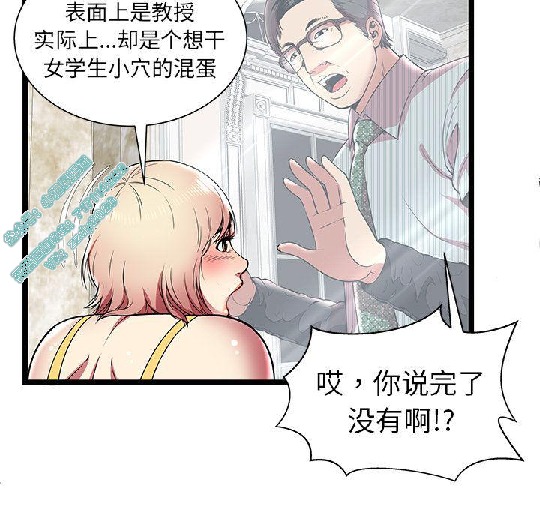 表面上是教授
实际上...却是个想干
女学生小穴的混蛋
哎，你说完了
没有啊!?